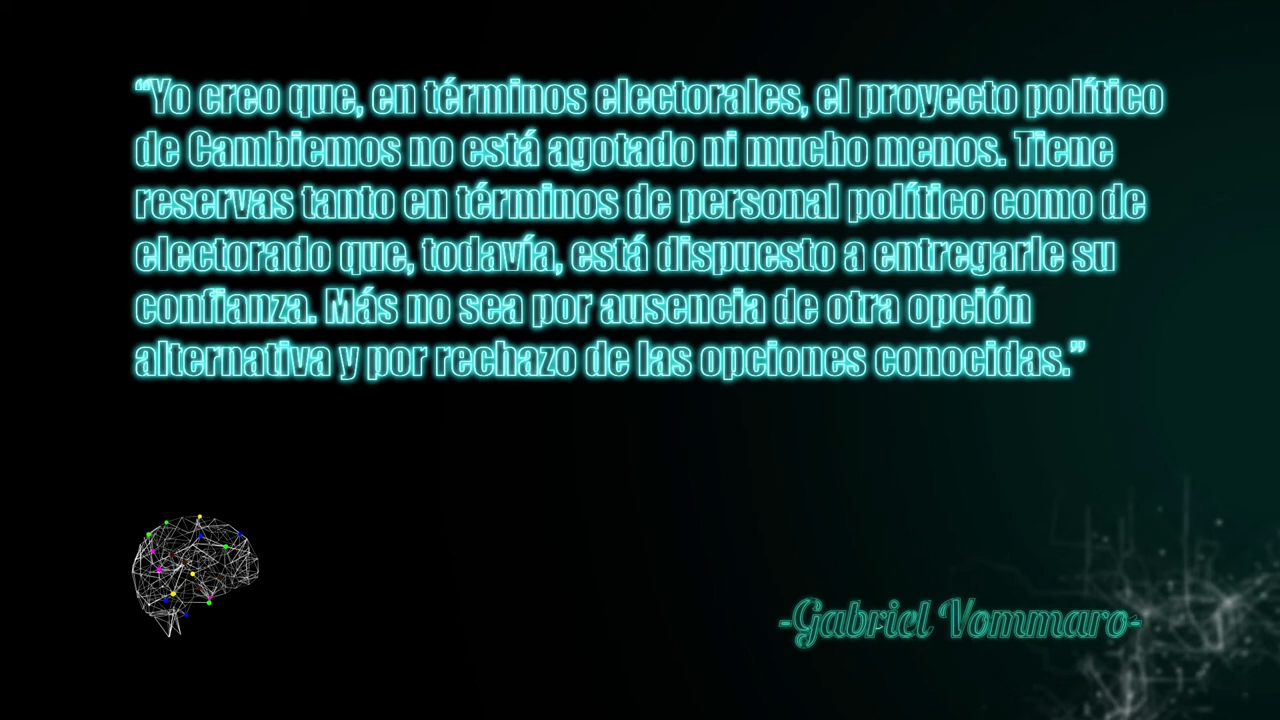 “Yo creo que, en términos electorales, el proyecto político
de Cambiemos no está agotado ni mucho menos. Tiene
reservas tanto en términos de personal político como de
electorado que, todavía, está dispuesto a entregarle su
confianza. Más no sea por ausencia de otra opción
alternativa y por rechazo de las opciones conocidas.”
-Gabriel Vommaro-